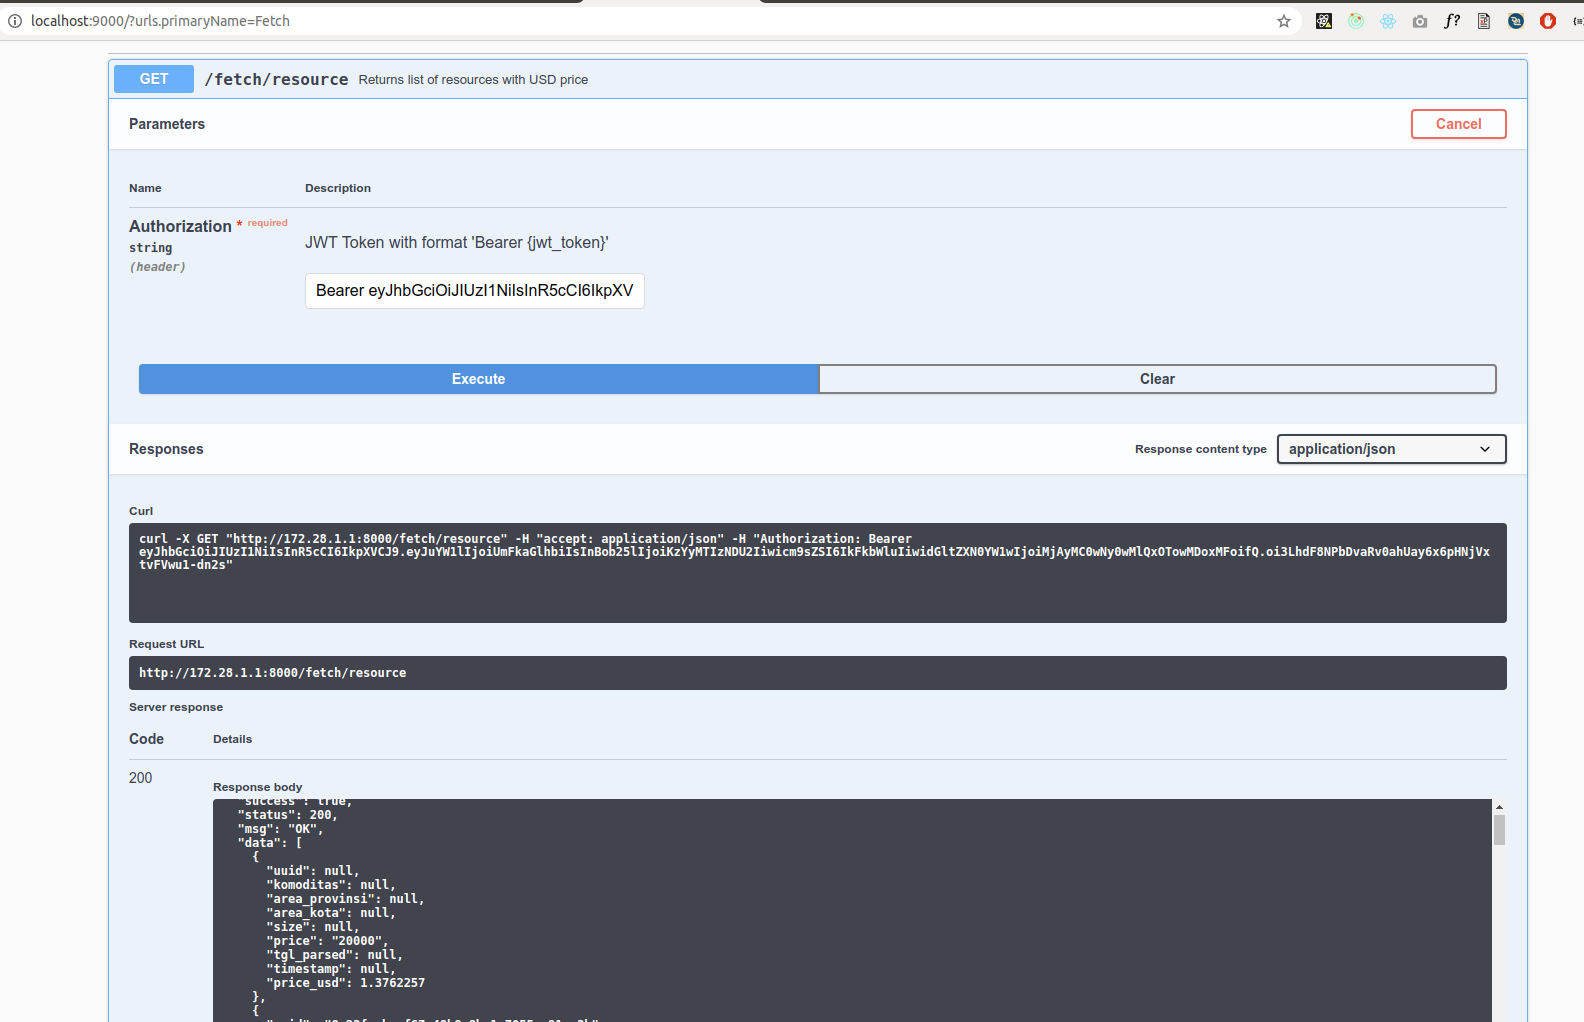 localhost:9000/?urls.primaryName=Fetch
GET /fetch/resource Returns list of resources with USD price
Parameters
Cancel
Name Description
Authorization * required
string
(header)
JWT Token with format 'Bearer {jwt_token}'
Bearer eyJhbGciOiJIUzI1NiIsInR5cCI6IkpXV
Execute Clear
Responses
Response content type application/json
Curl
curl -X GET "http://172.28.1.1:8000/fetch/resource" -H "accept: application/json" -H "Authorization: Bearer
eyJhbGciOiJIUzI1NiIsInR5cCI6IkpXVCJ9.eyJuYW1lIjoiUmFkaGlhbiIsInBob25lIjoiKzYyMTIzNDU2Iiwicm9sZSI6IkFkbWluIiwidGltZXN0YW1wIjoiMjAyMC0wNy0wMlQxOTowMDoxMFoifQ.oi3LhdF8NPbDvaRv0ahUay6x6pHNjVx
tvFVwu1-dn2s"
Request URL
http://172.28.1.1:8000/fetch/resource
Server response
Code Details
200
Response body
"success": true,
"status": 200,
"msg": "OK",
"data": [
{
"uuid": null,
"komoditas": null,
"area_provinsi": null,
"area_kota": null,
"size": null,
"price": "20000",
"tgl_parsed": null,
"timestamp": null,
"price_usd": 1.3762257
},
{